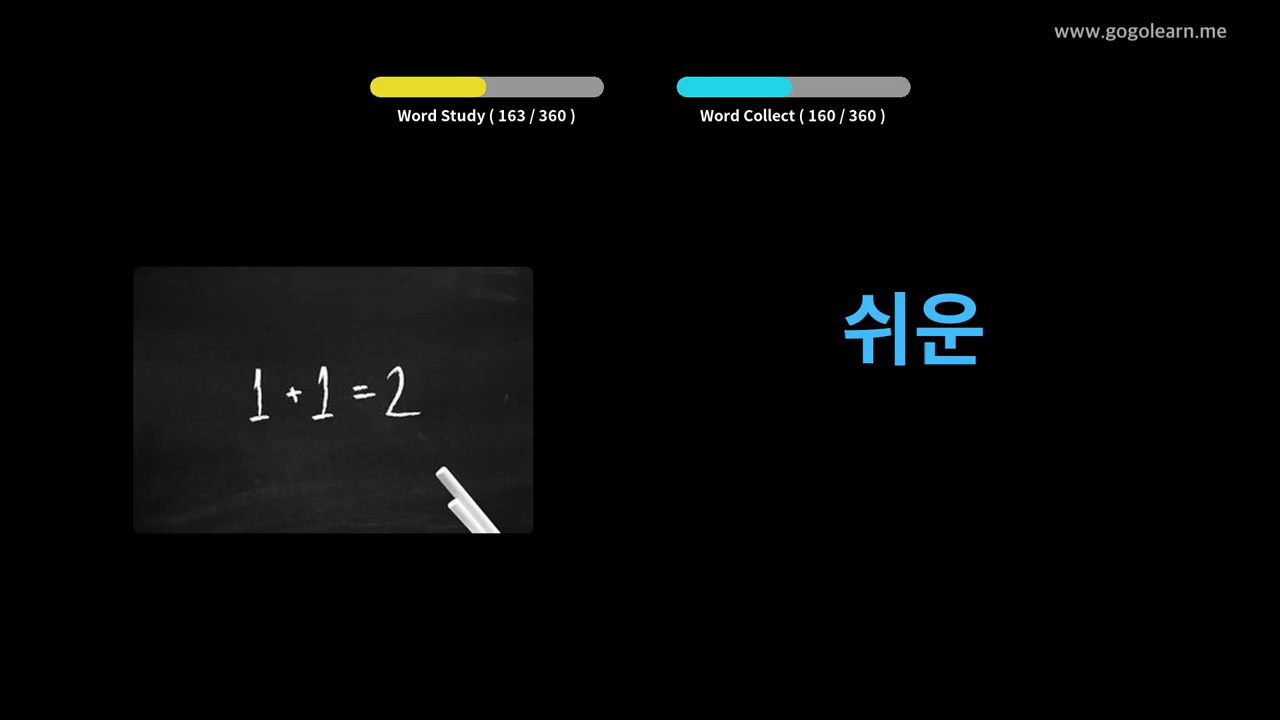 www.gogolearn.me
Word Study ( 163 / 360 )
Word Collect ( 160 / 360 )
1 + 1 = 2
쉬운